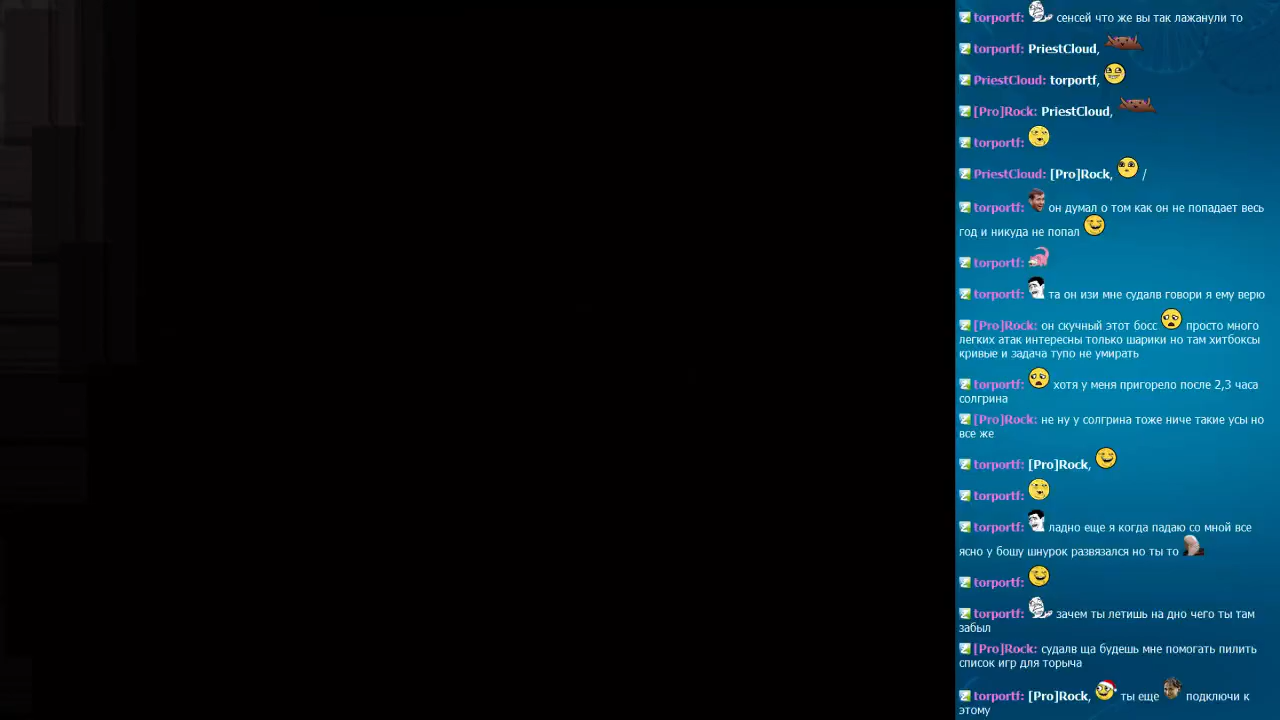 torportf: сенсей что же вы так лажанули то
torportf: PriestCloud,
PriestCloud: torportf,
[Pro]Rock: PriestCloud,
torportf:
PriestCloud: [Pro]Rock, /
torportf: он думал о том как он не попадает весь
год и никуда не попал
torportf:
torportf: та он изи мне судалв говори я ему верю
[Pro]Rock: он скучный этот босс просто много
легких атак интересны только шарики но там хитбоксы
кривые и задача тупо не умирать
torportf: хотя у меня пригорело после 2,3 часа
солгрина
[Pro]Rock: не ну у солгрина тоже ниче такие усы но
все же
torportf: [Pro]Rock,
torportf:
torportf: ладно еще я когда падаю со мной все
ясно у бошу шнурок развязался но ты то
torportf:
torportf: зачем ты летишь на дно чего ты там
забыл
[Pro]Rock: судалв ща будешь мне помогать пилить
список игр для торыча
torportf: [Pro]Rock, ты еще подключи к
этому